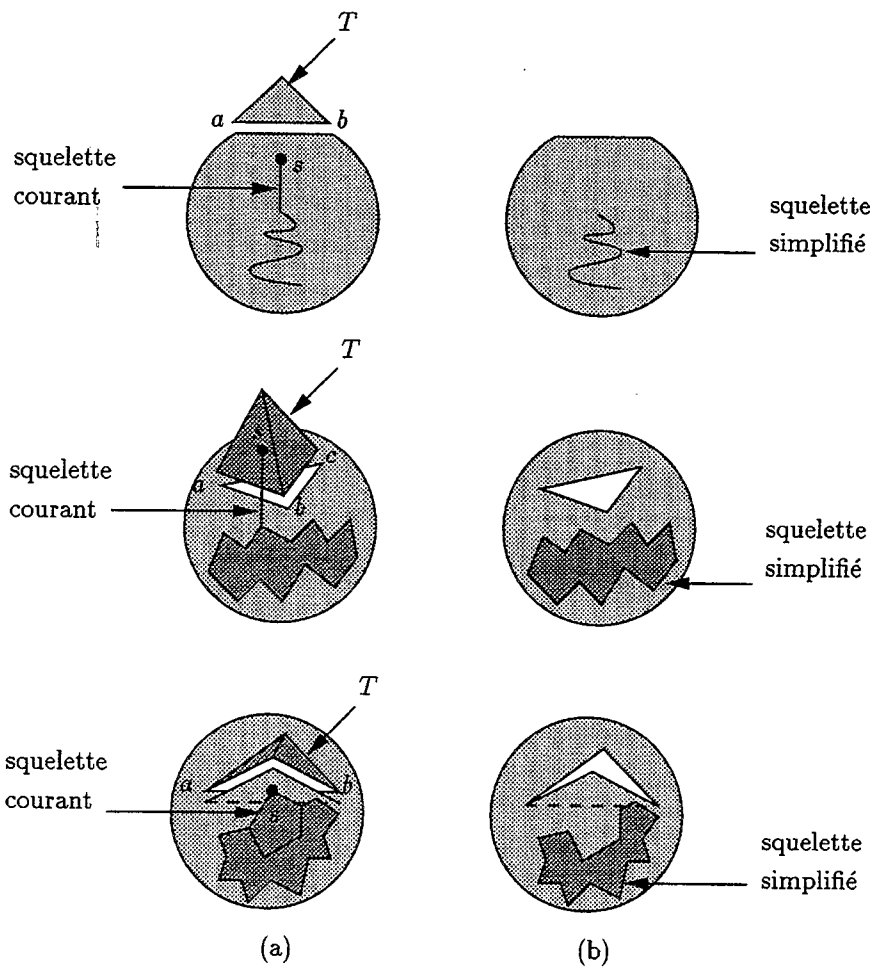 T
a
b
squelette
courant
s
squelette
simplifié
T
squelette
courant
s
a
c
b
squelette
simplifié
T
squelette
courant
a
b
s
squelette
simplifié
(a)
(b)